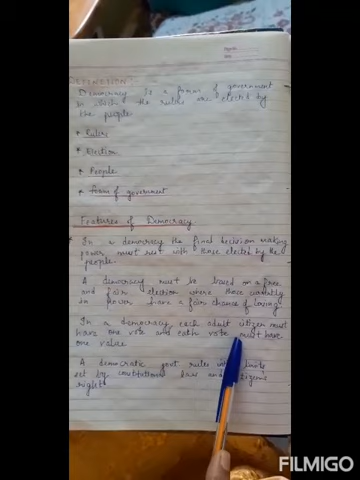 DEFINITION :-
Democracy is a form of government
in which the rulers are elected by
the people
* Rulers
* Election
* People
* form of government
Features of Democracy
In a democracy the final decision making
power must rest with those elected by the
people.
A democracy must be based on a free
and fair election where those currently
in power have a fair chance of losing
In a democracy each adult citizen must
have one vote and each vote must have
one value
A democratic govt rules limits
set by constitutional law and citizen's
rights
FILMIGO